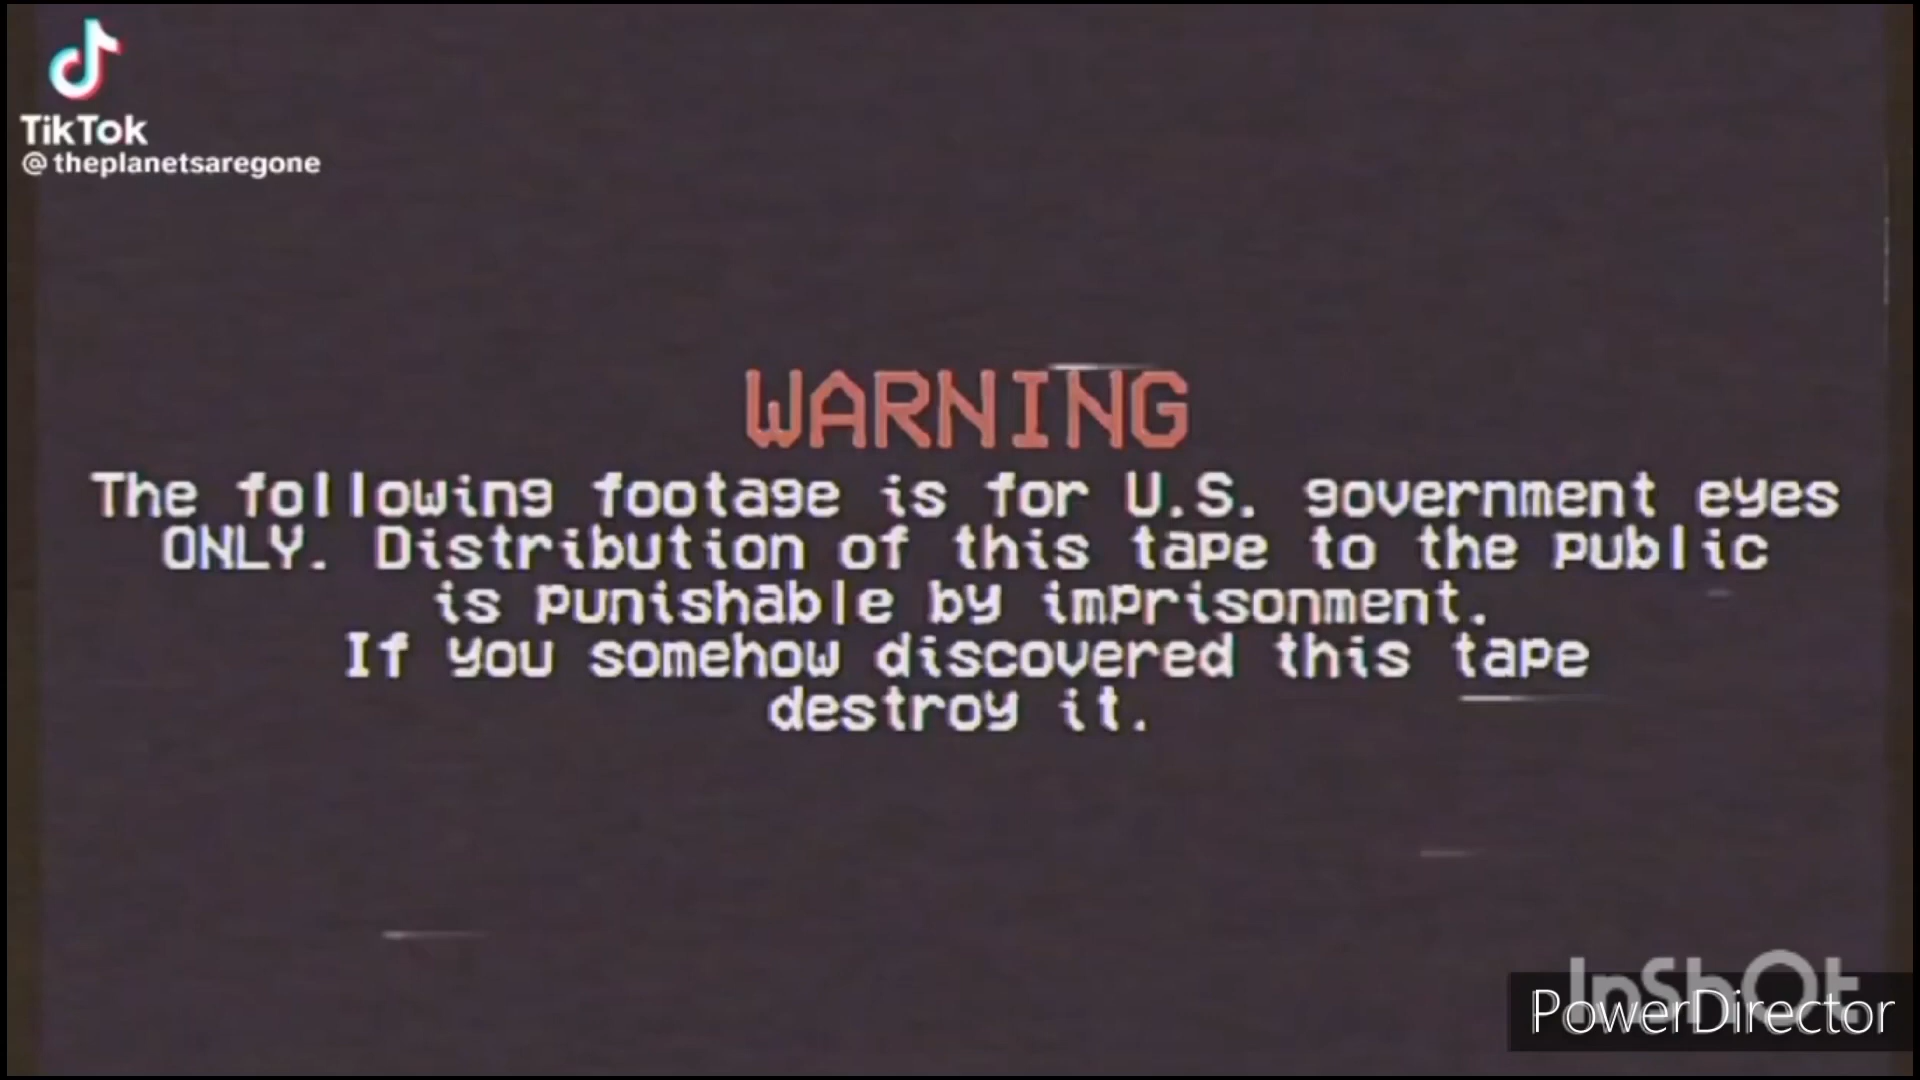 TikTok
@theplanetsaregone
WARNING
The following footage is for U.S. government eyes
ONLY. Distribution of this tape to the public
is punishable by imprisonment.
If you somehow discovered this tape
destroy it.
InShOt
PowerDirector